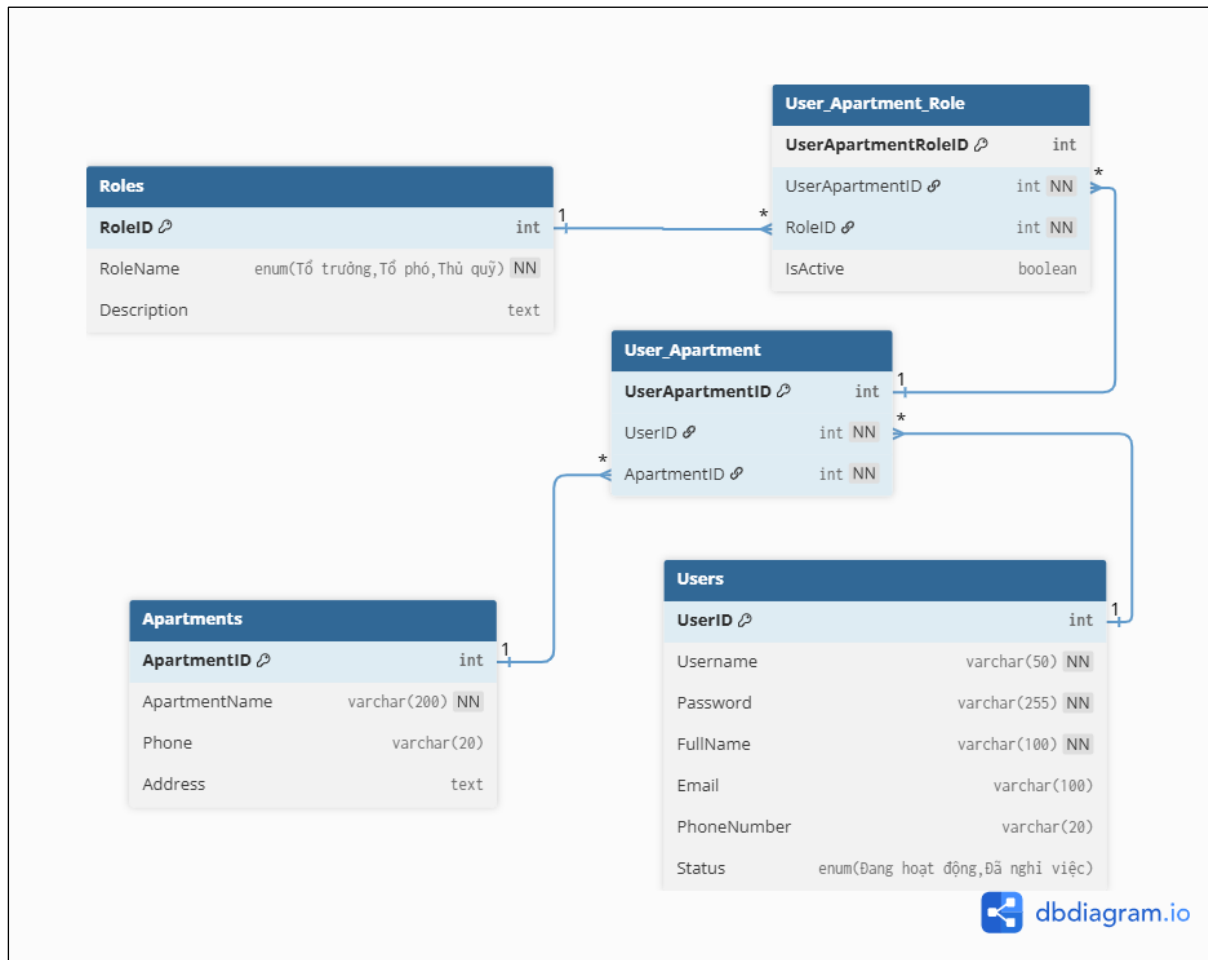 User_Apartment_Role
UserApartmentRoleID int
UserApartmentID int NN
RoleID int NN
IsActive boolean
Roles
RoleID int
RoleName enum(Tổ trưởng,Tổ phó,Thủ quỹ) NN
Description text
1
*
*
User_Apartment
UserApartmentID int
UserID int NN
ApartmentID int NN
1
*
*
Apartments
ApartmentID int
ApartmentName varchar(200) NN
Phone varchar(20)
Address text
1
Users
UserID int
Username varchar(50) NN
Password varchar(255) NN
FullName varchar(100) NN
Email varchar(100)
PhoneNumber varchar(20)
Status enum(Đang hoạt động,Đã nghỉ việc)
1
dbdiagram.io